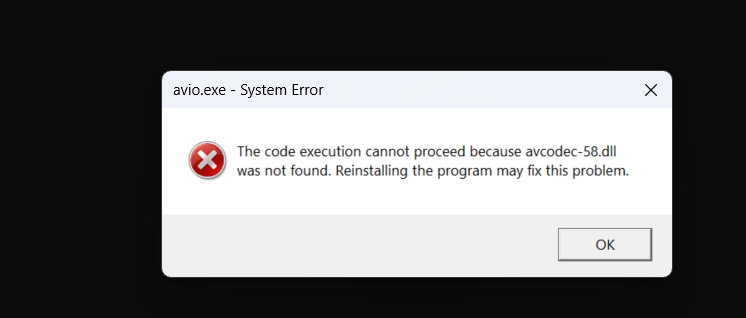 avio.exe - System Error
The code execution cannot proceed because avcodec-58.dll
was not found. Reinstalling the program may fix this problem.
OK